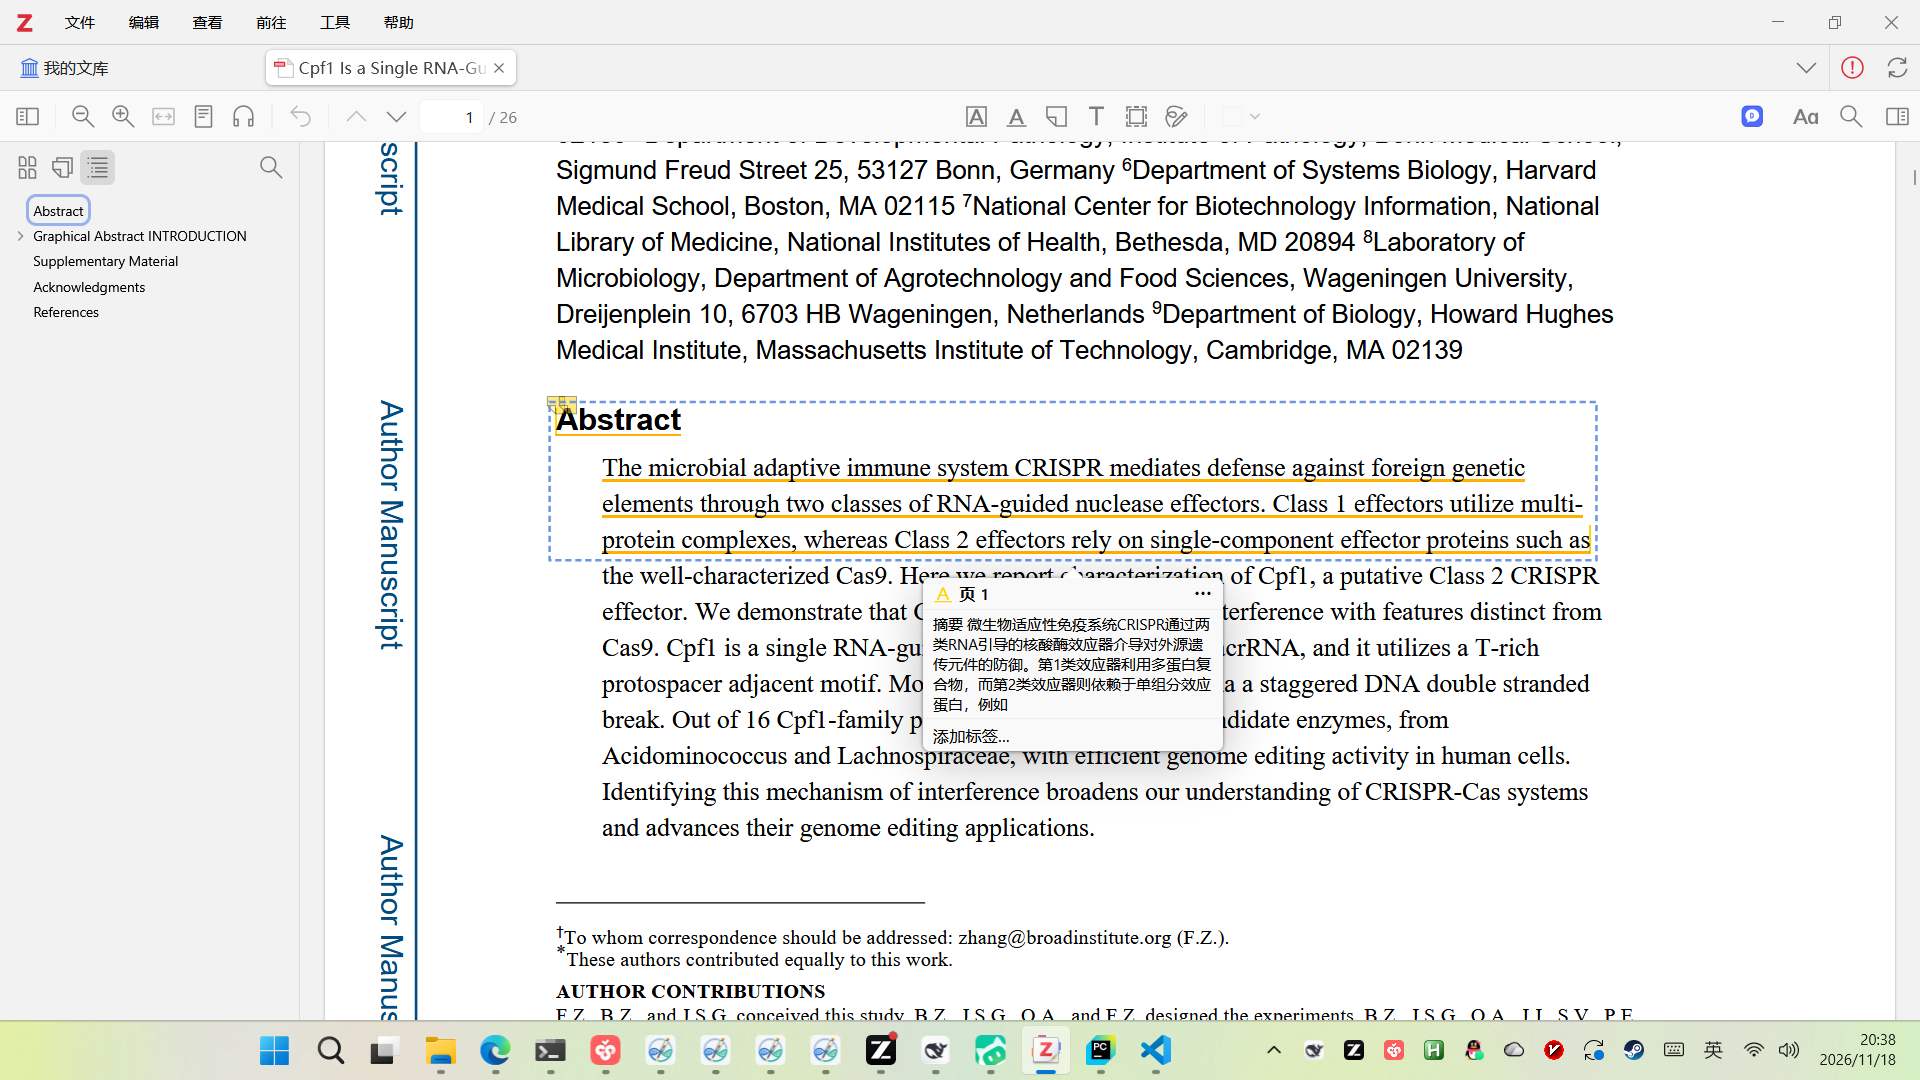 文件 编辑 查看 前往 工具 帮助
我的文库
Cpf1 Is a Single RNA-Gu
1 / 26
Abstract
Graphical Abstract INTRODUCTION
Supplementary Material
Acknowledgments
References
script
Author Manuscript
Author Manus
Sigmund Freud Street 25, 53127 Bonn, Germany 6Department of Systems Biology, Harvard
Medical School, Boston, MA 02115 7National Center for Biotechnology Information, National
Library of Medicine, National Institutes of Health, Bethesda, MD 20894 8Laboratory of
Microbiology, Department of Agrotechnology and Food Sciences, Wageningen University,
Dreijenplein 10, 6703 HB Wageningen, Netherlands 9Department of Biology, Howard Hughes
Medical Institute, Massachusetts Institute of Technology, Cambridge, MA 02139
Abstract
The microbial adaptive immune system CRISPR mediates defense against foreign genetic
elements through two classes of RNA-guided nuclease effectors. Class 1 effectors utilize multi-
protein complexes, whereas Class 2 effectors rely on single-component effector proteins such as
the well-characterized Cas9. Here we report characterization of Cpf1, a putative Class 2 CRISPR
effector. We demonstrate that terference with features distinct from
Cas9. Cpf1 is a single RNA-gu crRNA, and it utilizes a T-rich
protospacer adjacent motif. Mo a a staggered DNA double stranded
break. Out of 16 Cpf1-family p didate enzymes, from
Acidominococcus and Lachnospiraceae, with efficient genome editing activity in human cells.
Identifying this mechanism of interference broadens our understanding of CRISPR-Cas systems
and advances their genome editing applications.
页 1
摘要 微生物适应性免疫系统CRISPR通过两
类RNA引导的核酸酶效应器介导对外源遗
传元件的防御。第1类效应器利用多蛋白复
合物，而第2类效应器则依赖于单组分效应
蛋白，例如
添加标签...
†To whom correspondence should be addressed: zhang@broadinstitute.org (F.Z.).
*These authors contributed equally to this work.
AUTHOR CONTRIBUTIONS
F.Z., B.Z., and J.S.G. conceived this study. B.Z., J.S.G., O.A., and F.Z. designed the experiments. B.Z., J.S.G., O.A., I.I., S.V., P.E.
英
20:38
2026/11/18